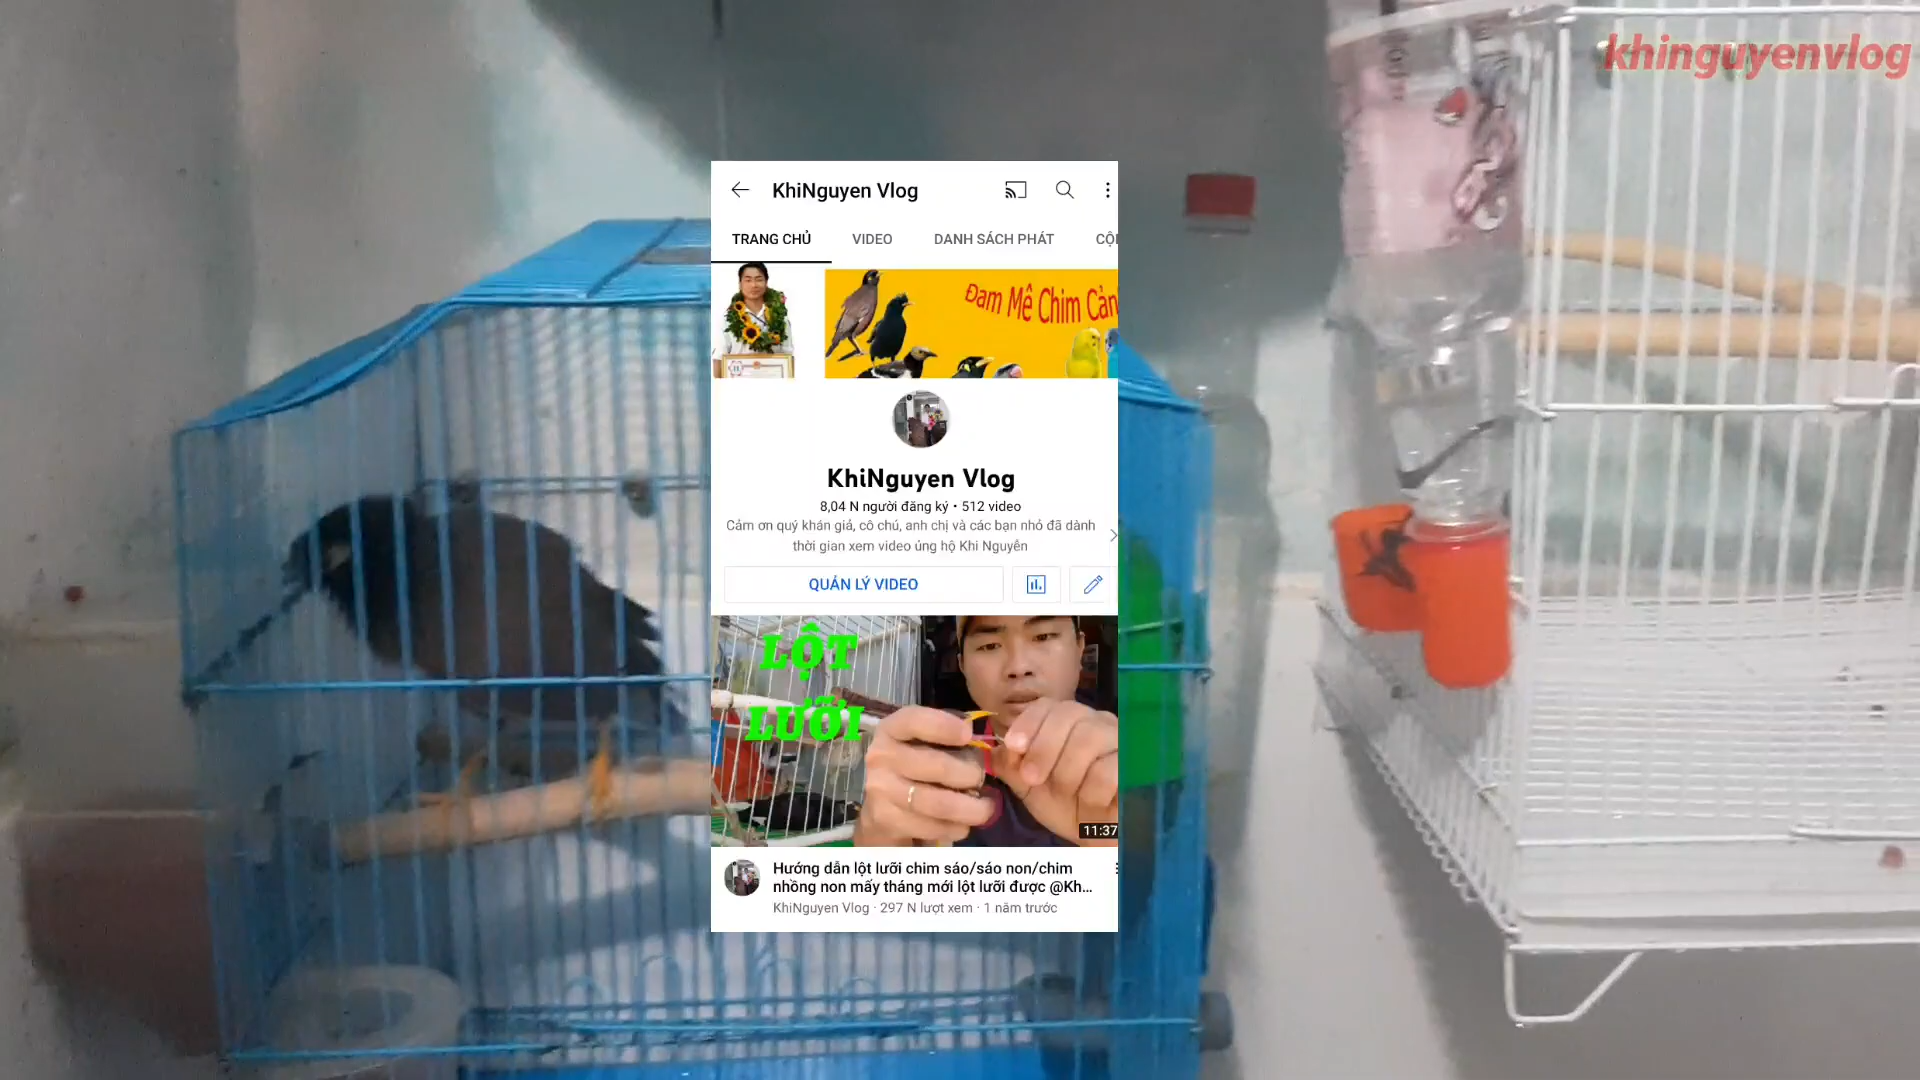 khinguyenvlog
KhiNguyen Vlog
TRANG CHỦ VIDEO DANH SÁCH PHÁT
Đam Mê Chim Cản
KhiNguyen Vlog
8,04 N người đăng ký • 512 video
Cảm ơn quý khán giả, cô chú, anh chị và các bạn nhỏ đã dành
thời gian xem video ủng hộ Khi Nguyễn
QUẢN LÝ VIDEO
LỘT
LƯỠI
11:37
Hướng dẫn lột lưỡi chim sáo/sáo non/chim
nhồng non mấy tháng mới lột lưỡi được @Kh...
KhiNguyen Vlog · 297 N lượt xem · 1 năm trước